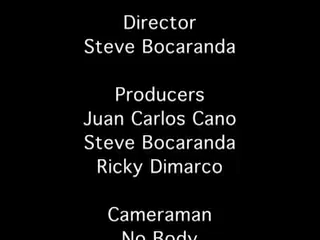 Director
Steve Bocaranda
Producers
Juan Carlos Cano
Steve Bocaranda
Ricky Dimarco
Cameraman
No Body